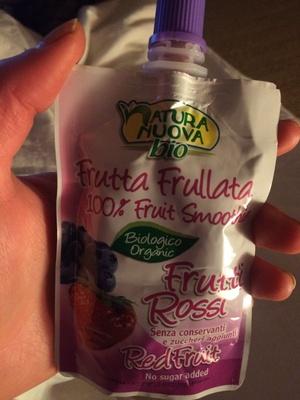 NATURA
NUOVA
bio
Frutta Frullata
100% Fruit Smoothie
Biologico
Organic
Frutti
Rossi
Senza conservanti
e zuccheri aggiunti
Red Fruit
No sugar added